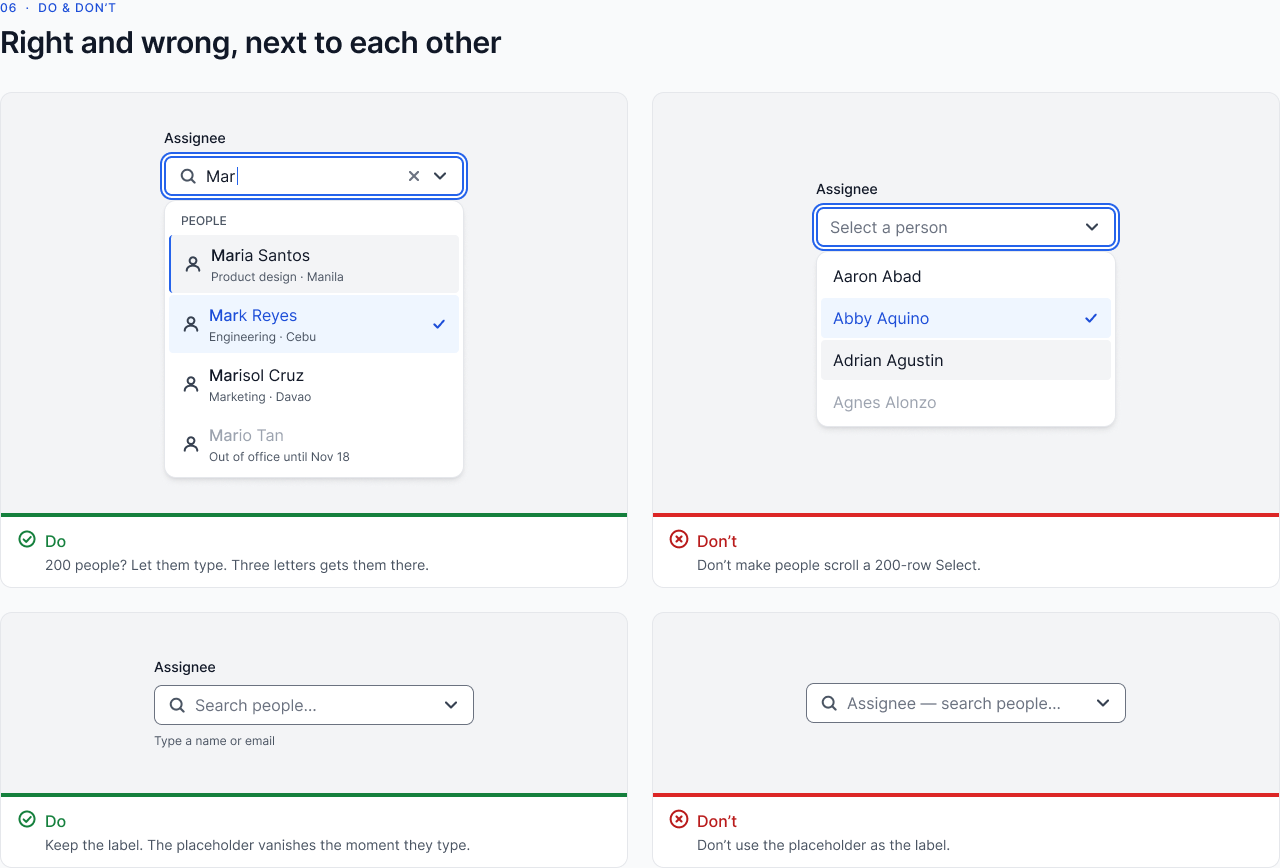 06 · DO & DON’T
Right and wrong, next to each other
Assignee
Mar
PEOPLE
Maria Santos
Product design · Manila
Mark Reyes
Engineering · Cebu
Marisol Cruz
Marketing · Davao
Mario Tan
Out of office until Nov 18
Do
200 people? Let them type. Three letters gets them there.
Assignee
Select a person
Aaron Abad
Abby Aquino
Adrian Agustin
Agnes Alonzo
Don’t
Don’t make people scroll a 200-row Select.
Assignee
Search people…
Type a name or email
Do
Keep the label. The placeholder vanishes the moment they type.
Assignee — search people…
Don’t
Don’t use the placeholder as the label.